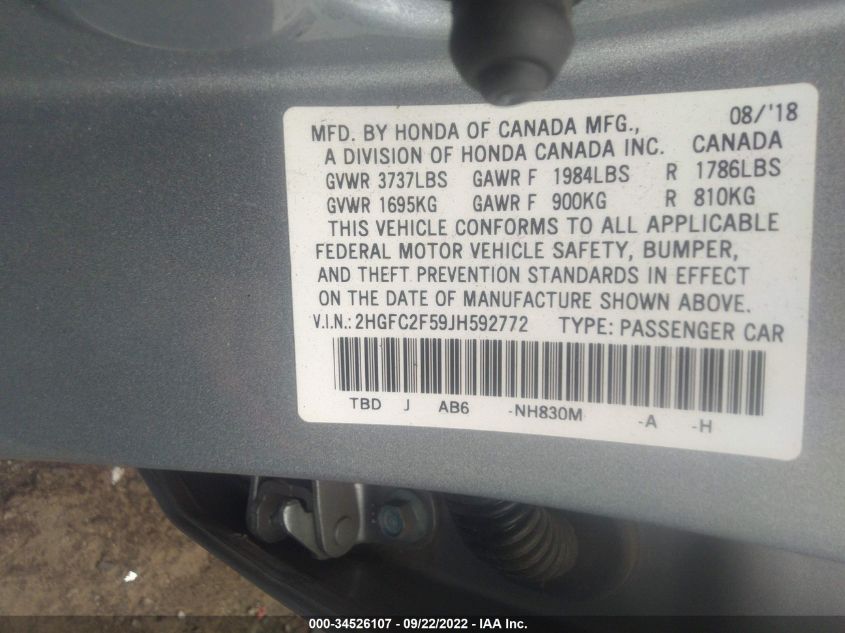 08/'18
MFD. BY HONDA OF CANADA MFG.,
A DIVISION OF HONDA CANADA INC. CANADA
GVWR 3737LBS GAWR F 1984LBS R 1786LBS
GVWR 1695KG GAWR F 900KG R 810KG
THIS VEHICLE CONFORMS TO ALL APPLICABLE
FEDERAL MOTOR VEHICLE SAFETY, BUMPER,
AND THEFT PREVENTION STANDARDS IN EFFECT
ON THE DATE OF MANUFACTURE SHOWN ABOVE.
V.I.N.: 2HGFC2F59JH592772 TYPE: PASSENGER CAR
TBD J AB6 -NH830M -A -H
000-34526107 - 09/22/2022 - IAA Inc.